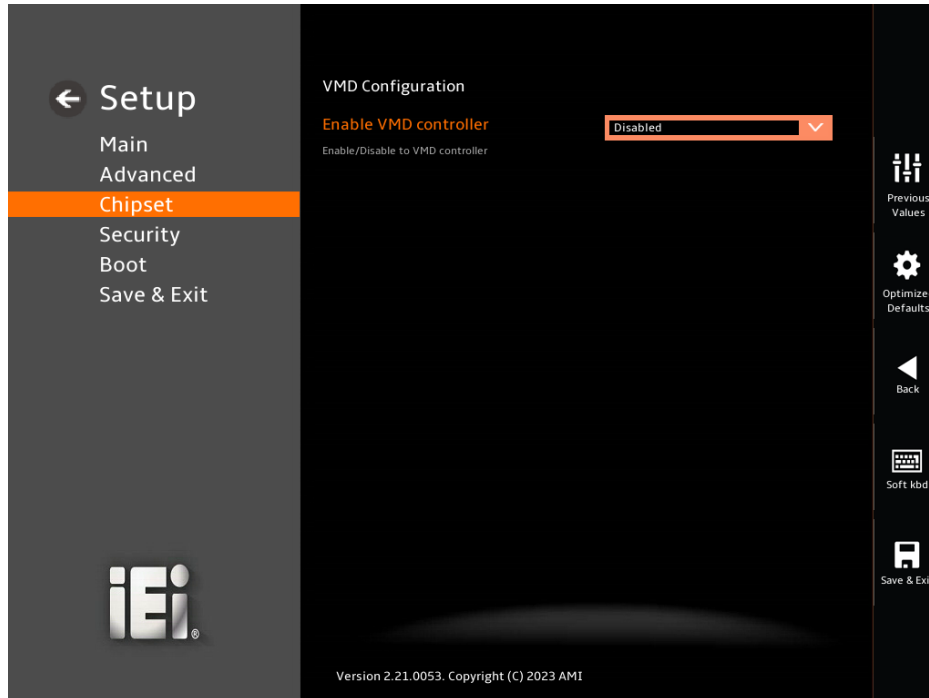 Setup
Main
Advanced
Chipset
Security
Boot
Save & Exit
iEi®
VMD Configuration
Enable VMD controller
Disabled
Enable/Disable to VMD controller
Version 2.21.0053. Copyright (C) 2023 AMI
Previous
Values
Optimize
Defaults
Back
Soft kbd
Save & Exi